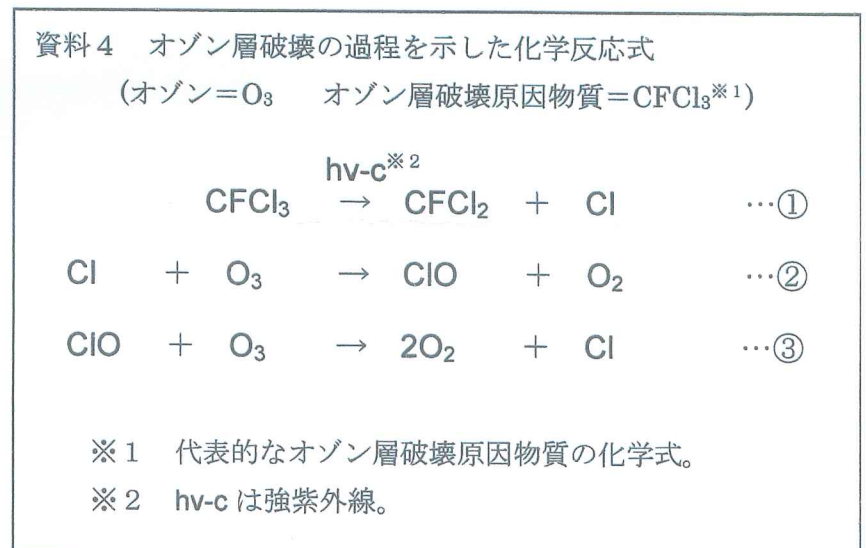 資料4 オゾン層破壊の過程を示した化学反応式
(オゾン=O₃ オゾン層破壊原因物質=CFCl₃※1)
hv-c※2
CFCl₃ → CFCl₂ + Cl …①
Cl + O₃ → ClO + O₂ …②
ClO + O₃ → 2O₂ + Cl …③
※1 代表的なオゾン層破壊原因物質の化学式。
※2 hv-c は強紫外線。